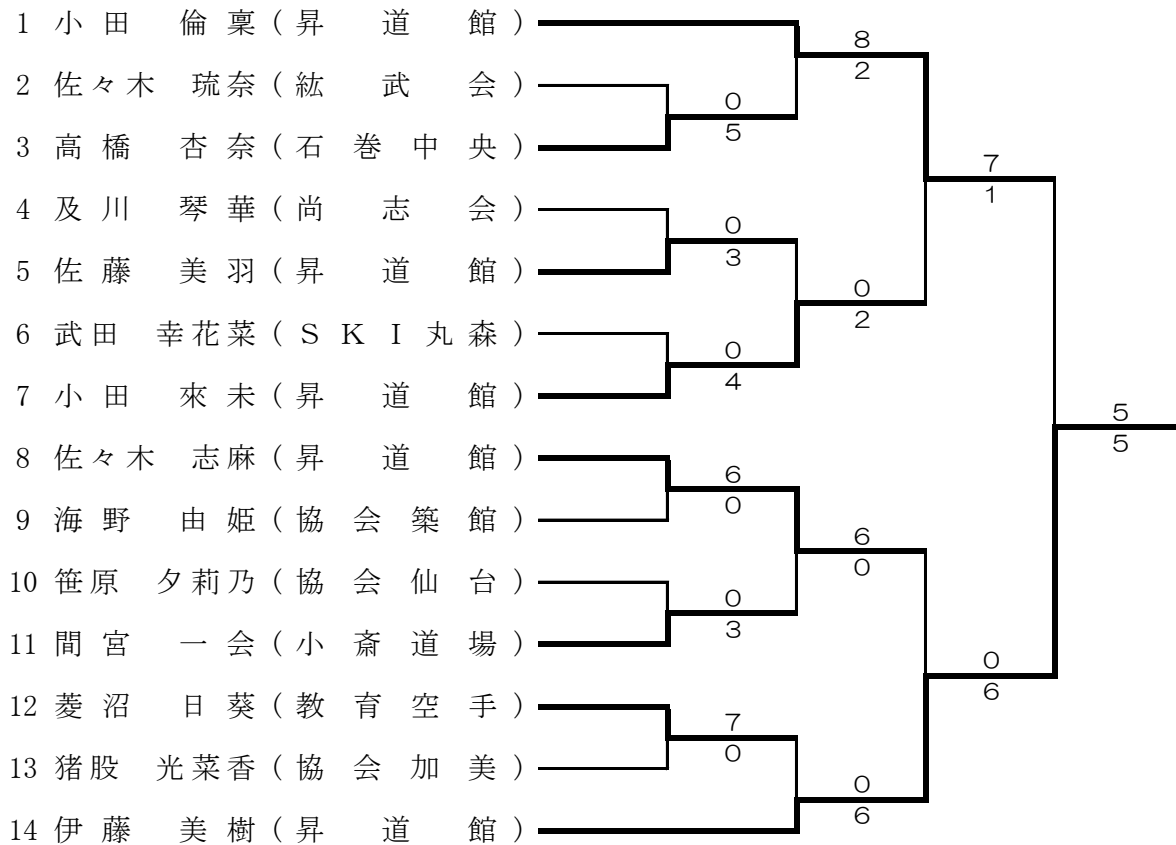 1 小田 倫稟(昇道館)
8
2
2 佐々木 琉奈(紘武会)
0
5
3 高橋 杏奈(石巻中央)
7
1
4 及川 琴華(尚志会)
0
3
5 佐藤 美羽(昇道館)
0
2
6 武田 幸花菜(SKI丸森)
0
4
7 小田 來未(昇道館)
5
5
8 佐々木 志麻(昇道館)
6
0
9 海野 由姫(協会築館)
6
0
10 笹原 夕莉乃(協会仙台)
0
3
11 間宮 一会(小斎道場)
0
6
12 菱沼 日葵(教育空手)
7
0
13 猪股 光菜香(協会加美)
0
6
14 伊藤 美樹(昇道館)